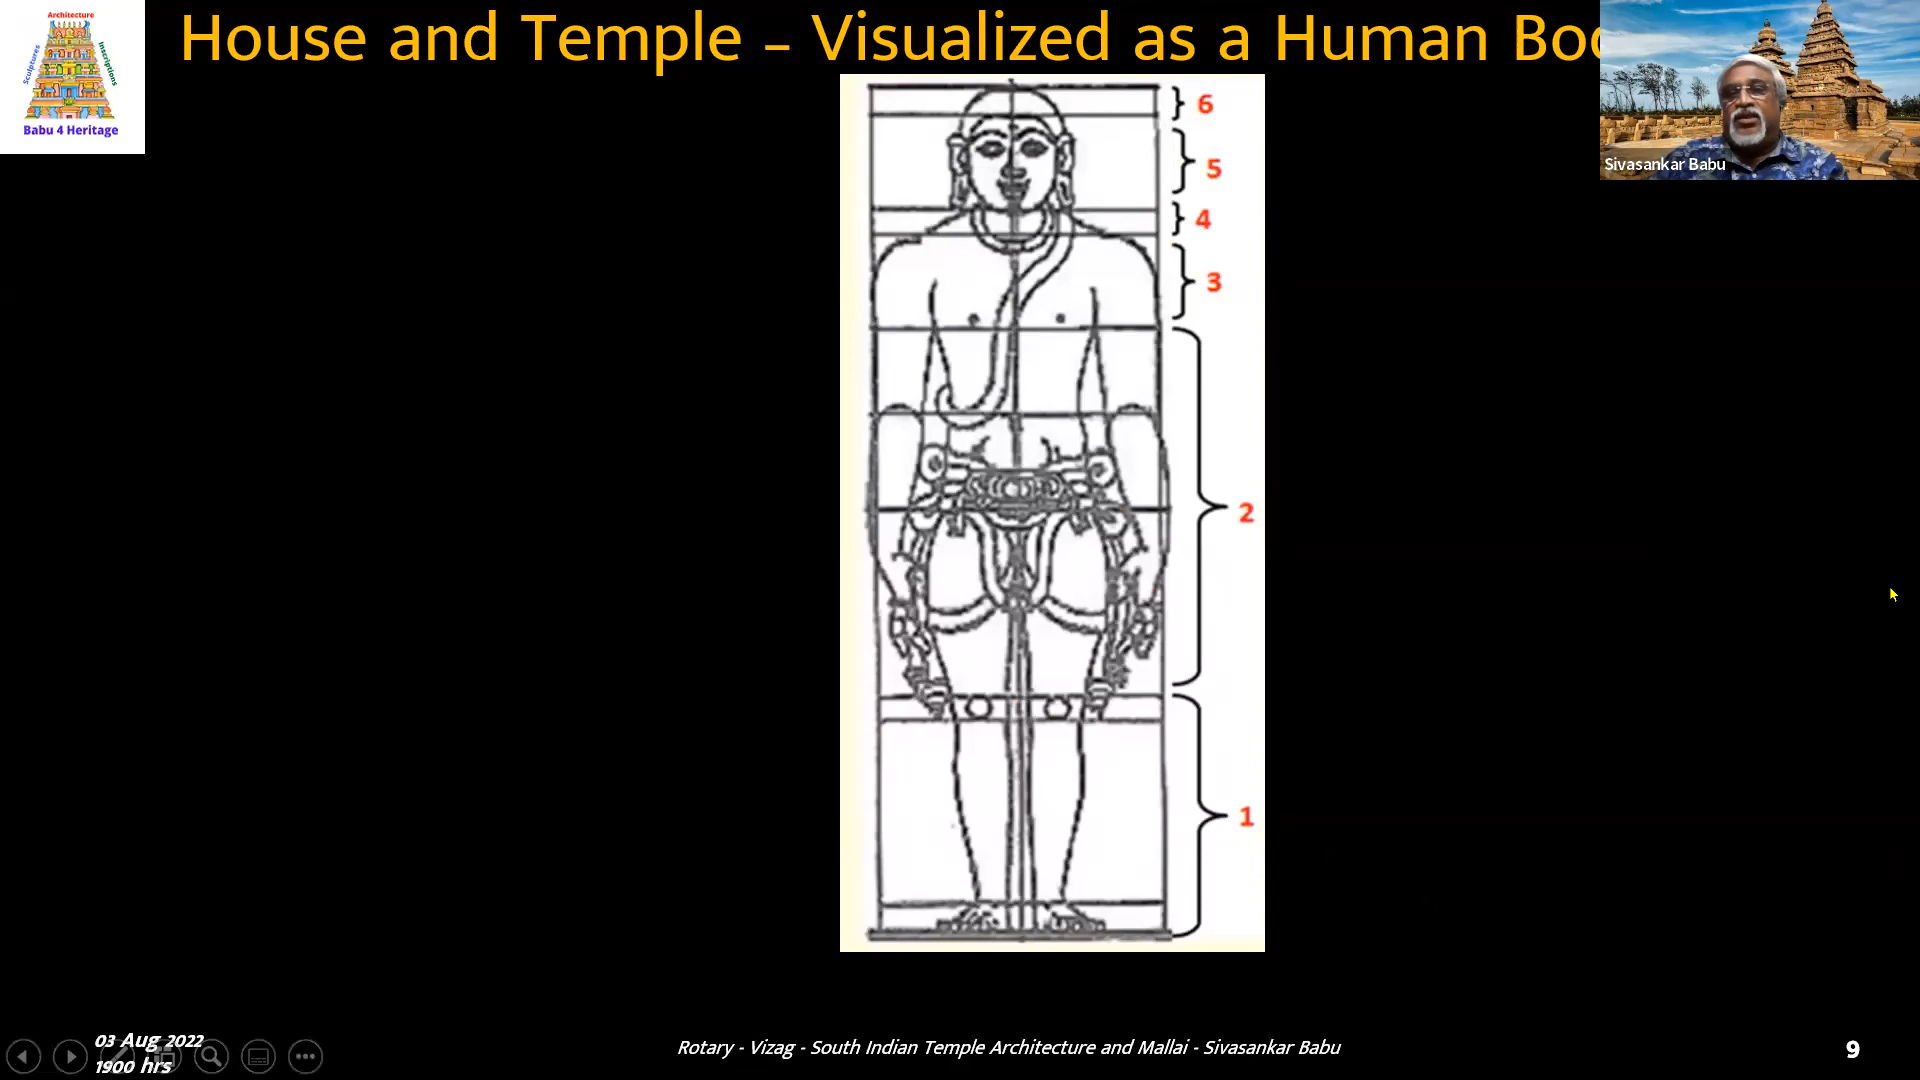 Architecture
Sculptures
Inscriptions
Babu 4 Heritage
House and Temple – Visualized as a Human Bo
Sivasankar Babu
6
5
4
3
2
1
03 Aug 2022
1900 hrs
Rotary - Vizag - South Indian Temple Architecture and Mallai - Sivasankar Babu
9